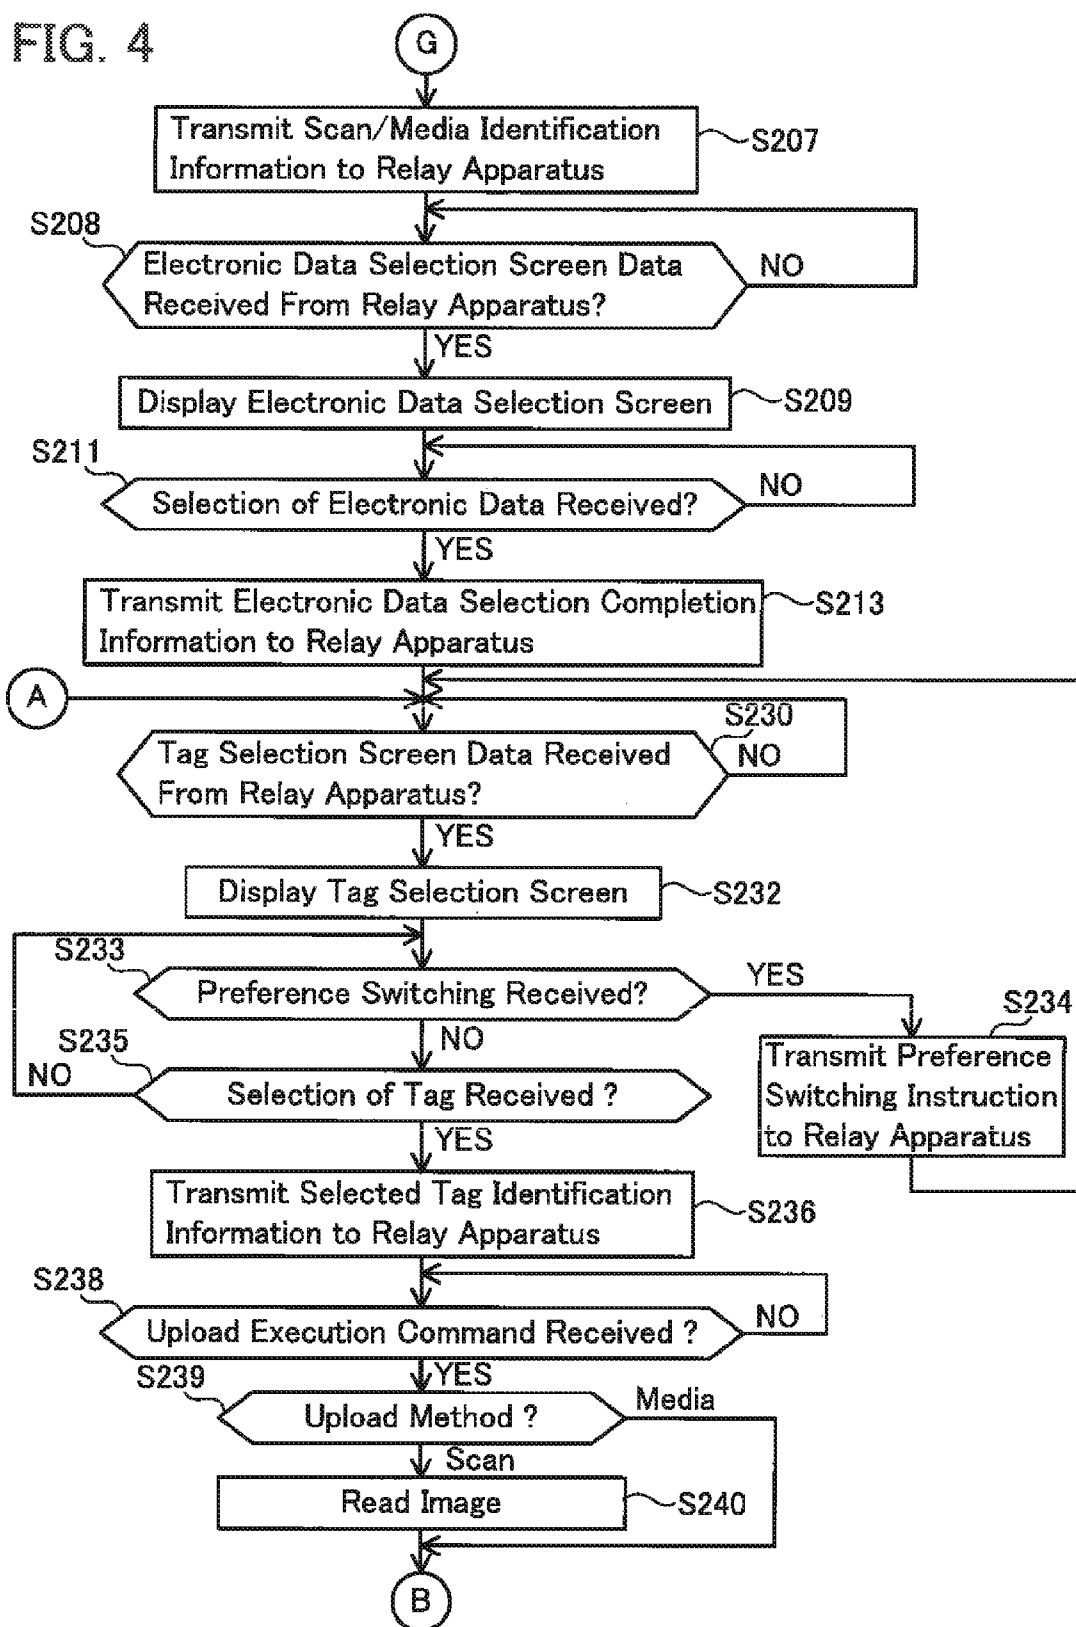 FIG. 4
G
Transmit Scan/Media Identification
Information to Relay Apparatus
S207
S208
Electronic Data Selection Screen Data
Received From Relay Apparatus?
NO
YES
Display Electronic Data Selection Screen
S209
S211
Selection of Electronic Data Received?
NO
YES
Transmit Electronic Data Selection Completion
Information to Relay Apparatus
S213
A
S230
Tag Selection Screen Data Received
From Relay Apparatus?
NO
YES
Display Tag Selection Screen
S232
S233
Preference Switching Received?
YES
NO
S234
Transmit Preference
Switching Instruction
to Relay Apparatus
S235
NO
Selection of Tag Received ?
YES
Transmit Selected Tag Identification
Information to Relay Apparatus
S236
S238
Upload Execution Command Received ?
NO
YES
S239
Upload Method ?
Media
Scan
Read Image
S240
B